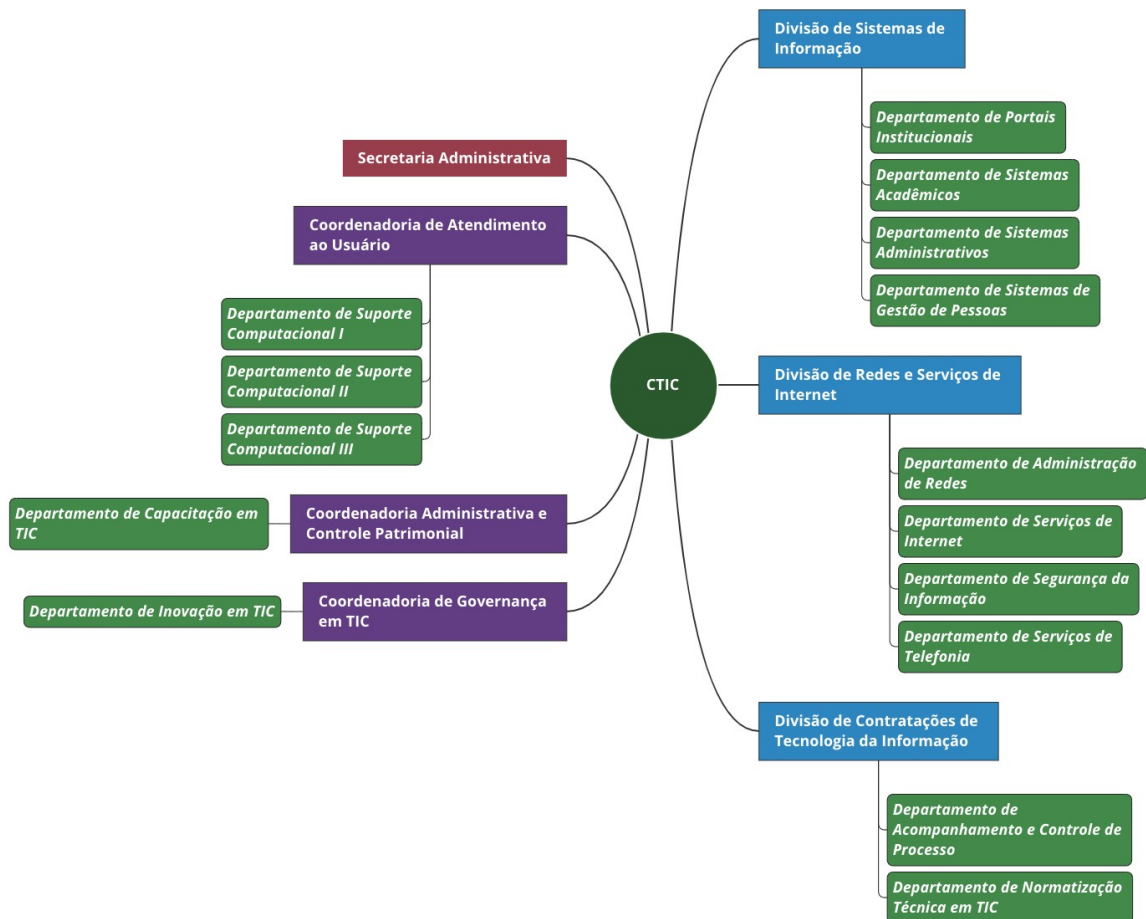 CTIC
Secretaria Administrativa
Coordenadoria de Atendimento
ao Usuário
Departamento de Suporte
Computacional I
Departamento de Suporte
Computacional II
Departamento de Suporte
Computacional III
Coordenadoria Administrativa e
Controle Patrimonial
Departamento de Capacitação em
TIC
Coordenadoria de Governança
em TIC
Departamento de Inovação em TIC
Divisão de Sistemas de
Informação
Departamento de Portais
Institucionais
Departamento de Sistemas
Acadêmicos
Departamento de Sistemas
Administrativos
Departamento de Sistemas de
Gestão de Pessoas
Divisão de Redes e Serviços de
Internet
Departamento de Administração
de Redes
Departamento de Serviços de
Internet
Departamento de Segurança da
Informação
Departamento de Serviços de
Telefonia
Divisão de Contratações de
Tecnologia da Informação
Departamento de
Acompanhamento e Controle de
Processo
Departamento de Normatização
Técnica em TIC